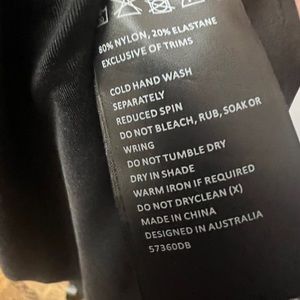 80% NYLON, 20% ELASTANE
EXCLUSIVE OF TRIMS
COLD HAND WASH
SEPARATELY
REDUCED SPIN
DO NOT BLEACH, RUB, SOAK OR
WRING
DO NOT TUMBLE DRY
DRY IN SHADE
WARM IRON IF REQUIRED
DO NOT DRYCLEAN (X)
MADE IN CHINA
DESIGNED IN AUSTRALIA
57360DB